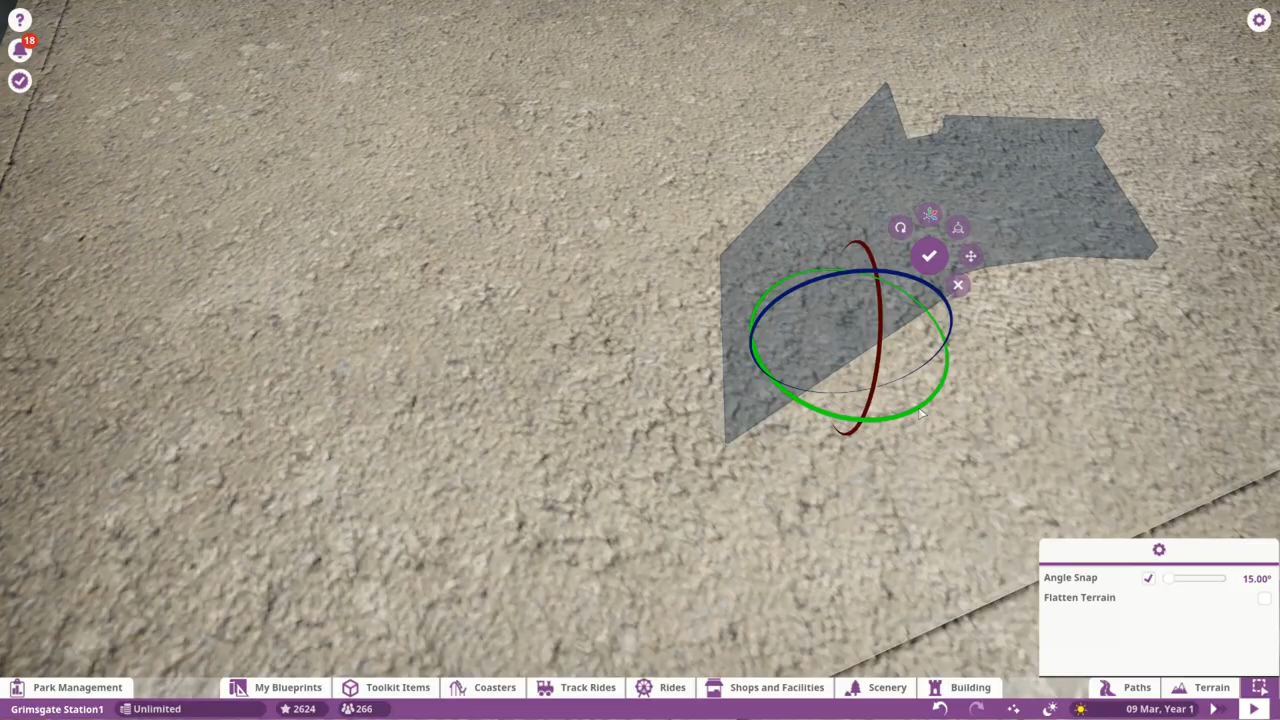 ?
18
Angle Snap 15.00°
Flatten Terrain
Park Management My Blueprints Toolkit Items Coasters Track Rides Rides Shops and Facilities Scenery Building Paths Terrain
Grimsgate Station1 Unlimited 2624 266 09 Mar, Year 1